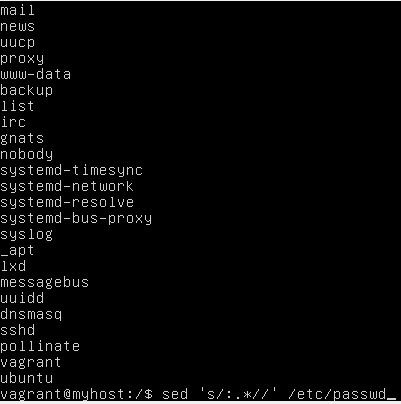 mail
news
uucp
proxy
www-data
backup
list
irc
gnats
nobody
systemd-timesync
systemd-network
systemd-resolve
systemd-bus-proxy
syslog
_apt
lxd
messagebus
uuidd
dnsmasq
sshd
pollinate
vagrant
ubuntu
vagrant@myhost:/$ sed 's/:.*//' /etc/passwd_